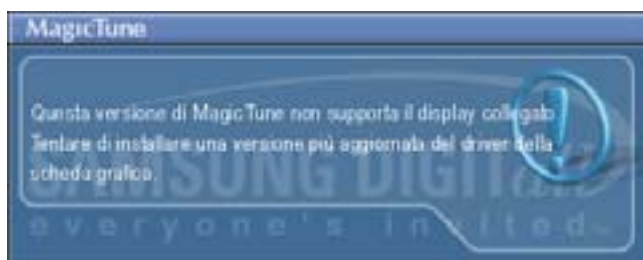 MagicTune
Questa versione di MagicTune non supporta il display collegato
Tentare di installare una versione più aggiornata del driver della
scheda grafica.
SAMSUNG DIGITall
everyone's invited™